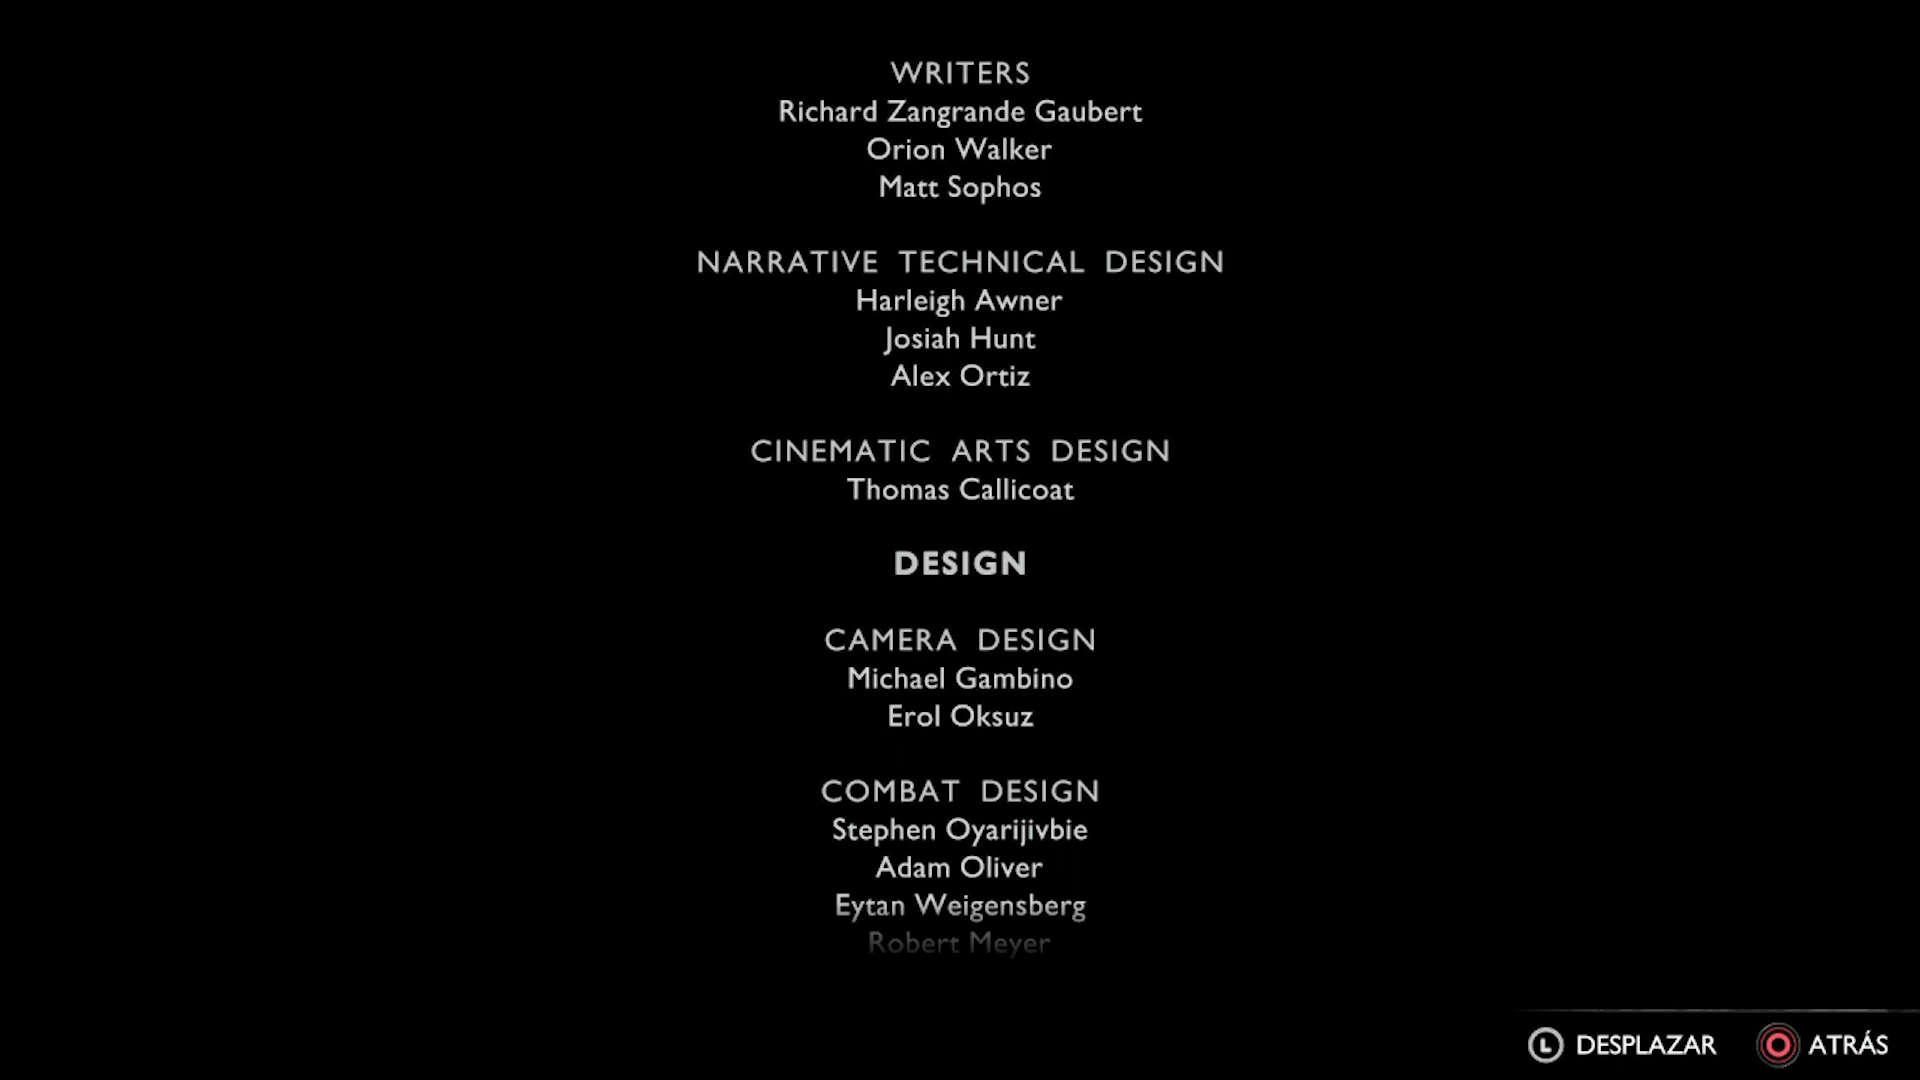 WRITERS
Richard Zangrande Gaubert
Orion Walker
Matt Sophos
NARRATIVE TECHNICAL DESIGN
Harleigh Awner
Josiah Hunt
Alex Ortiz
CINEMATIC ARTS DESIGN
Thomas Callicoat
DESIGN
CAMERA DESIGN
Michael Gambino
Erol Oksuz
COMBAT DESIGN
Stephen Oyarijivbie
Adam Oliver
Eytan Weigensberg
Robert Meyer
L DESPLAZAR ATRÁS